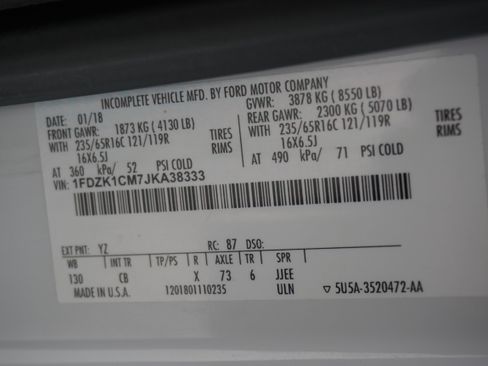 INCOMPLETE VEHICLE MFD. BY FORD MOTOR COMPANY
DATE: 01/18 GVWR: 3878 KG ( 8550 LB)
FRONT GAWR: 1873 KG ( 4130 LB) REAR GAWR: 2300 KG ( 5070 LB)
WITH 235/65R16C 121/119R TIRES WITH 235/65R16C 121/119R TIRES
16X6.5J RIMS 16X6.5J RIMS
AT 360 kPa/ 52 PSI COLD AT 490 kPa/ 71 PSI COLD
VIN: 1FDZK1CM7JKA38333
EXT PNT: YZ RC: 87 DSO:
WB INT TR TP/PS R AXLE TR SPR
130 CB X 73 6 JJEE
MADE IN U.S.A. 1201801110235 ULN ▽ 5U5A-3520472-AA